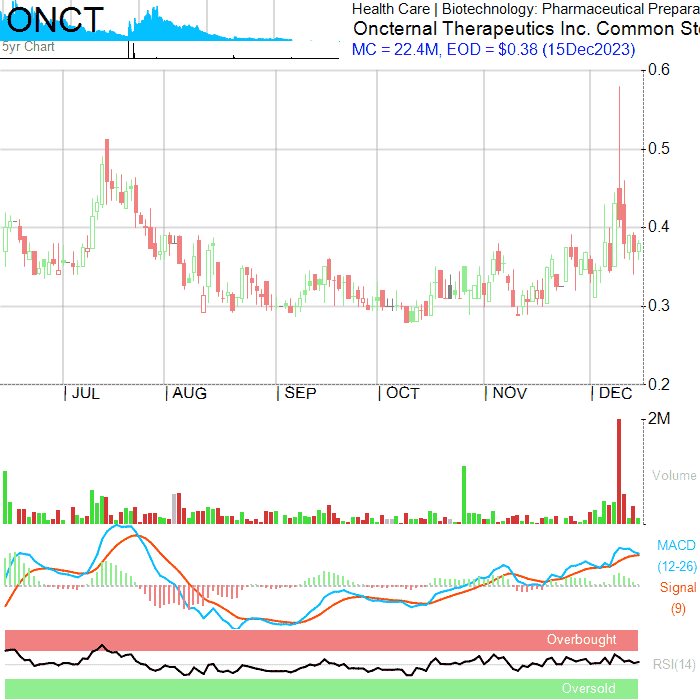 ONCT
5yr Chart
Health Care | Biotechnology: Pharmaceutical Prepara
Oncternal Therapeutics Inc. Common Sto
MC = 22.4M, EOD = $0.38 (15Dec2023)
0.6
0.5
0.4
0.3
0.2
JUL AUG SEP OCT NOV DEC
2M
Volume
MACD
(12-26)
Signal
(9)
Overbought
RSI(14)
Oversold